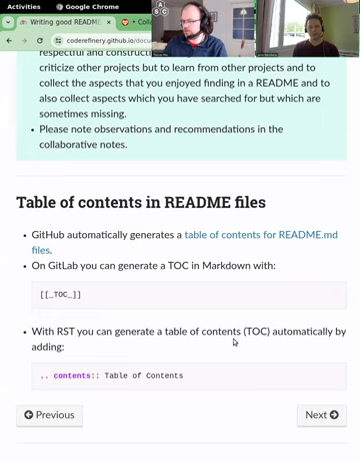 Activities
Google Chrome
Writing good README
Colla
coderefinery.github.io/docu
respectful and constructi
criticize other projects but to learn from other projects and to
collect the aspects that you enjoyed finding in a README and to
also collect aspects which you have searched for but which are
sometimes missing.
• Please note observations and recommendations in the
collaborative notes.
Table of contents in README files
• GitHub automatically generates a table of contents for README.md
files.
• On GitLab you can generate a TOC in Markdown with:
[[_TOC_]]
• With RST you can generate a table of contents (TOC) automatically by
adding:
.. contents:: Table of Contents
Previous
Next